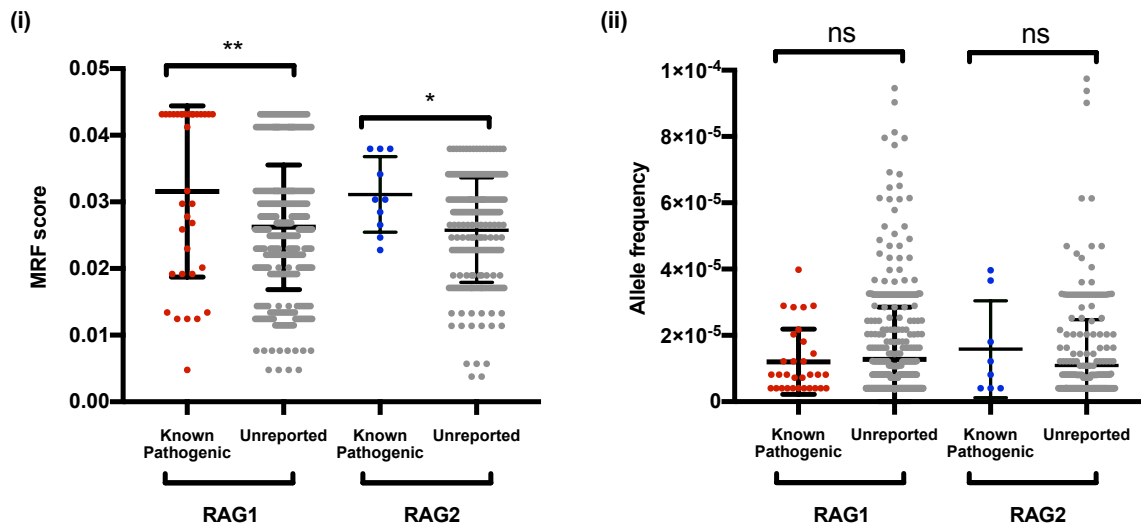 (i)
**
*
0.05
0.04
0.03
0.02
0.01
0.00
MRF score
Known
Pathogenic
Unreported
Known
Pathogenic
Unreported
RAG1
RAG2
(ii)
ns
ns
1×10⁻⁴
8×10⁻⁵
6×10⁻⁵
4×10⁻⁵
2×10⁻⁵
0
Allele frequency
Known
Pathogenic
Unreported
Known
Pathogenic
Unreported
RAG1
RAG2